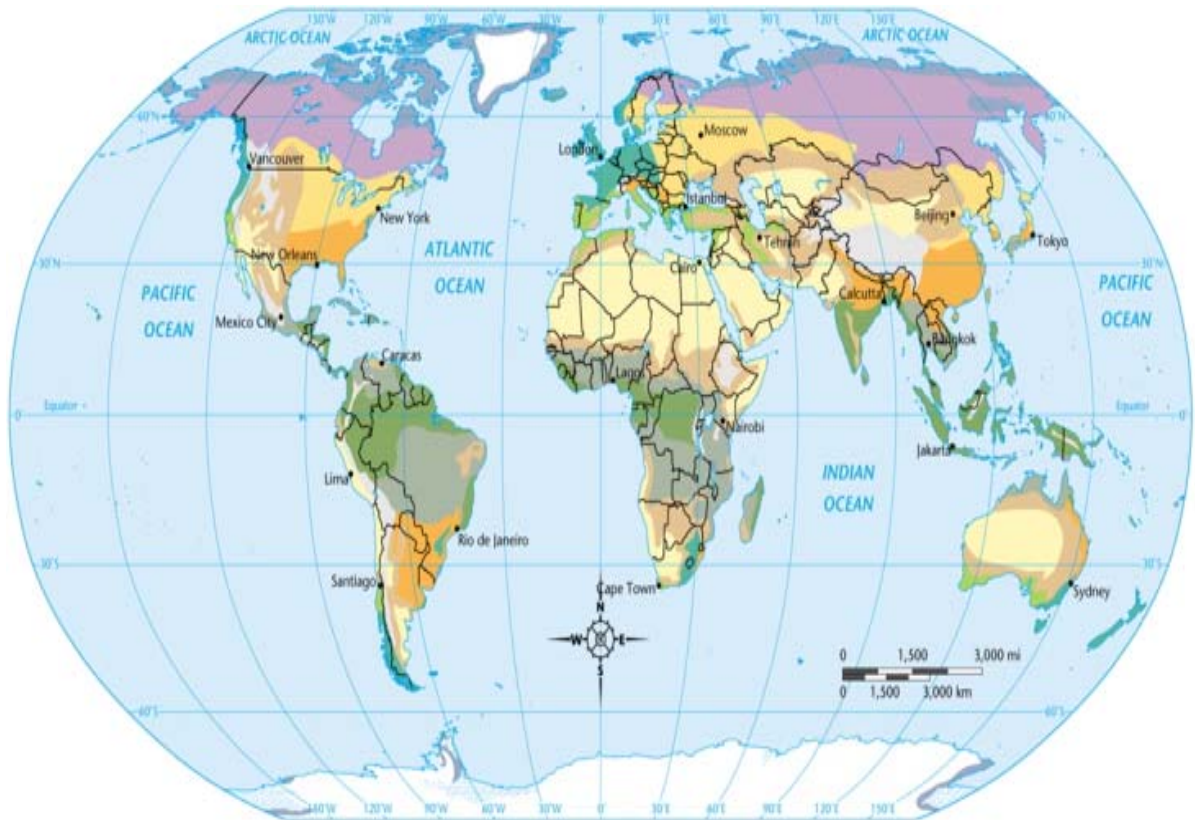 150°W 120°W 90°W 60°W 30°W 0° 30°E 60°E 90°E 120°E 150°E
ARCTIC OCEAN
ARCTIC OCEAN
60°N
60°N
Moscow
London
Vancouver
Istanbul
Beijing
New York
Tokyo
Tehran
ATLANTIC
OCEAN
New Orleans
30°N
30°N
Cairo
PACIFIC
OCEAN
PACIFIC
OCEAN
Calcutta
Mexico City
Bangkok
Caracas
Lagos
Equator
0
Equator
0°
Nairobi
Jakarta
INDIAN
OCEAN
Lima
Rio de Janeiro
30°S
30°S
Santiago
Cape Town
Sydney
N
W
E
S
0 1,500 3,000 mi
0 1,500 3,000 km
60°S
60°S
120°W 90°W 60°W 30°W 0° 30°E 60°E 90°E 120°E 150°E